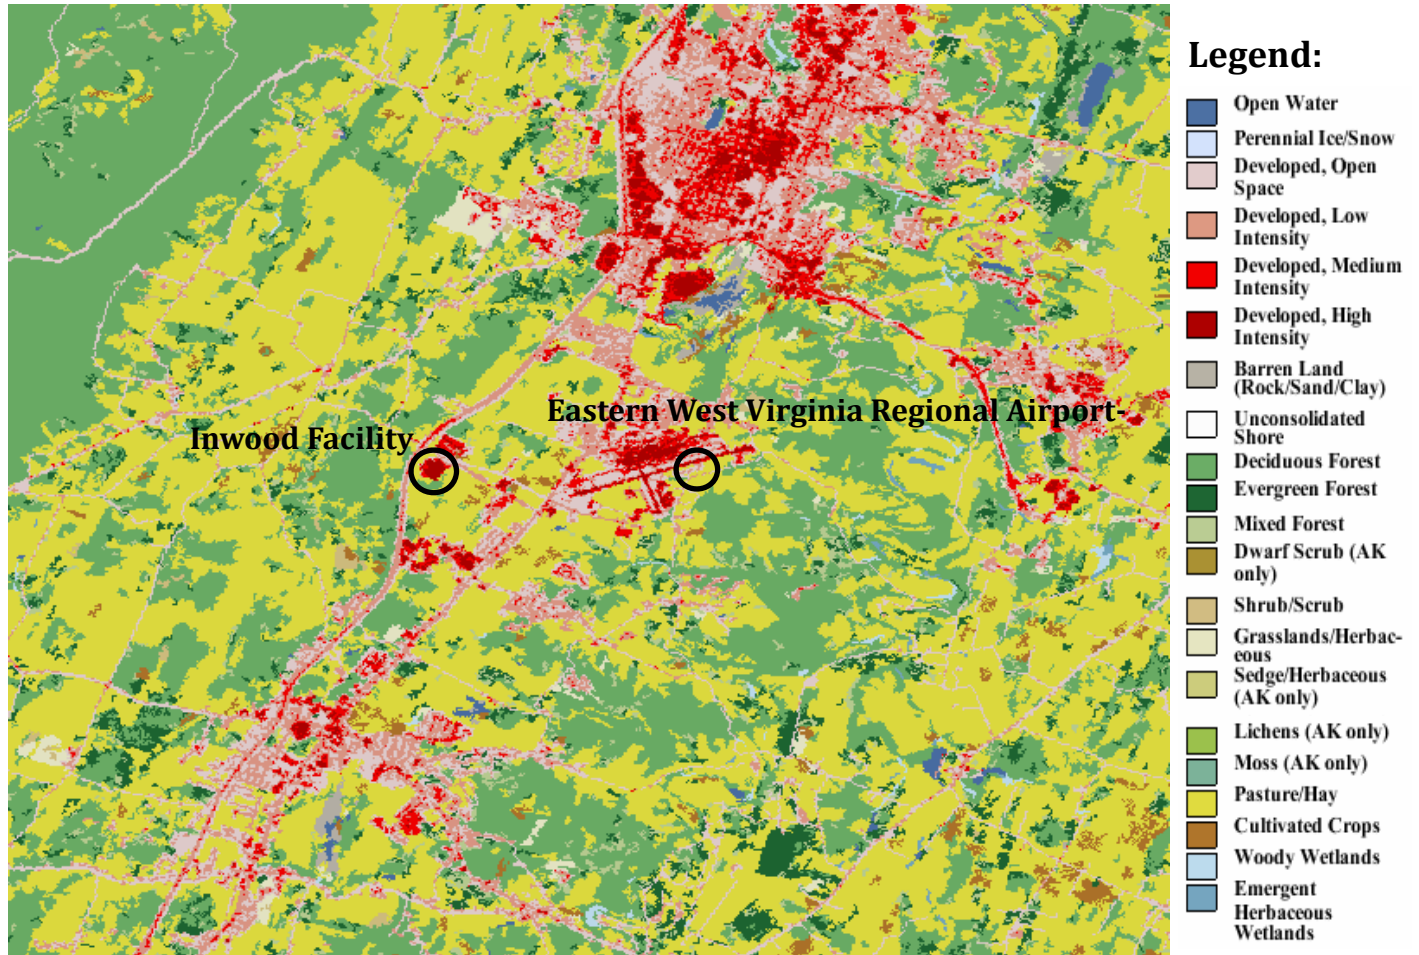 Legend:
Open Water
Perennial Ice/Snow
Developed, Open
Space
Developed, Low
Intensity
Developed, Medium
Intensity
Developed, High
Intensity
Barren Land
(Rock/Sand/Clay)
Unconsolidated
Shore
Deciduous Forest
Evergreen Forest
Mixed Forest
Dwarf Scrub (AK
only)
Shrub/Scrub
Grasslands/Herbac-
eous
Sedge/Herbaceous
(AK only)
Lichens (AK only)
Moss (AK only)
Pasture/Hay
Cultivated Crops
Woody Wetlands
Emergent
Herbaceous
Wetlands
Eastern West Virginia Regional Airport-
Inwood Facility